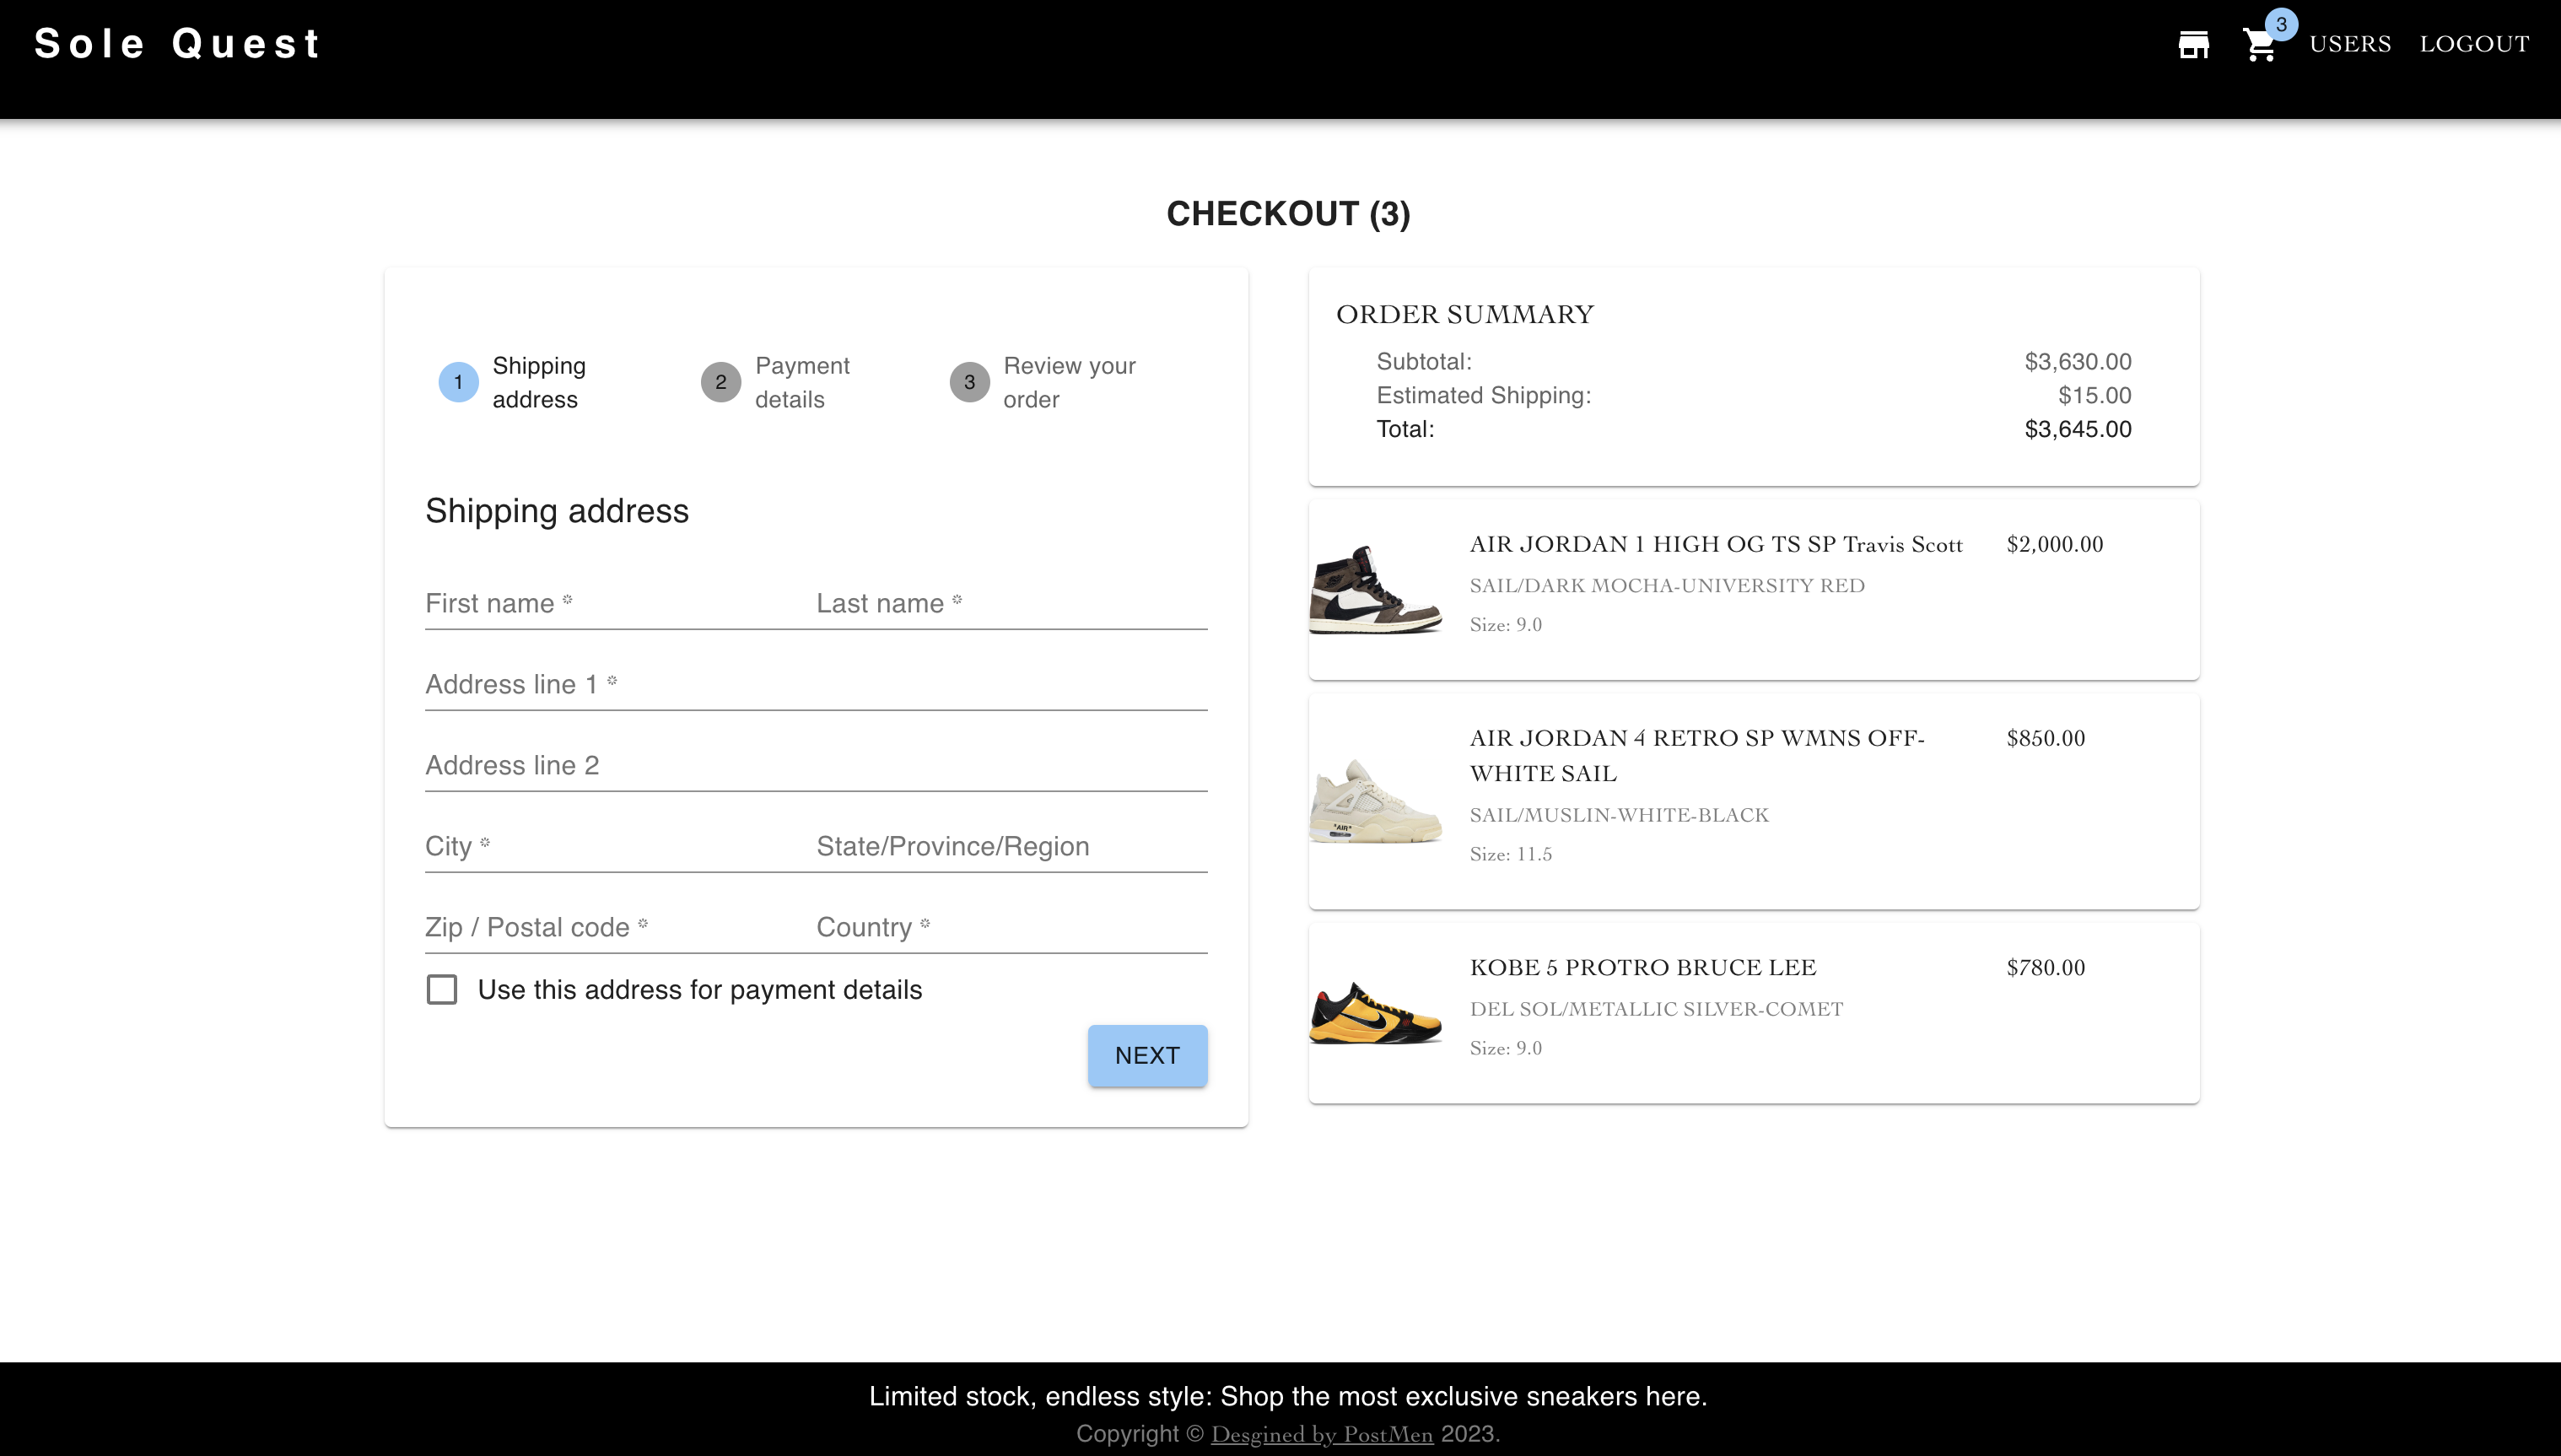 Sole Quest
3
USERS
LOGOUT
CHECKOUT (3)
1
Shipping
address
2
Payment
details
3
Review your
order
Shipping address
First name *
Last name *
Address line 1 *
Address line 2
City *
State/Province/Region
Zip / Postal code *
Country *
Use this address for payment details
NEXT
ORDER SUMMARY
Subtotal: $3,630.00
Estimated Shipping: $15.00
Total: $3,645.00
AIR JORDAN 1 HIGH OG TS SP Travis Scott $2,000.00
SAIL/DARK MOCHA-UNIVERSITY RED
Size: 9.0
AIR JORDAN 4 RETRO SP WMNS OFF- $850.00
WHITE SAIL
SAIL/MUSLIN-WHITE-BLACK
Size: 11.5
"AIR"
KOBE 5 PROTRO BRUCE LEE $780.00
DEL SOL/METALLIC SILVER-COMET
Size: 9.0
Limited stock, endless style: Shop the most exclusive sneakers here.
Copyright © Desgined by PostMen 2023.